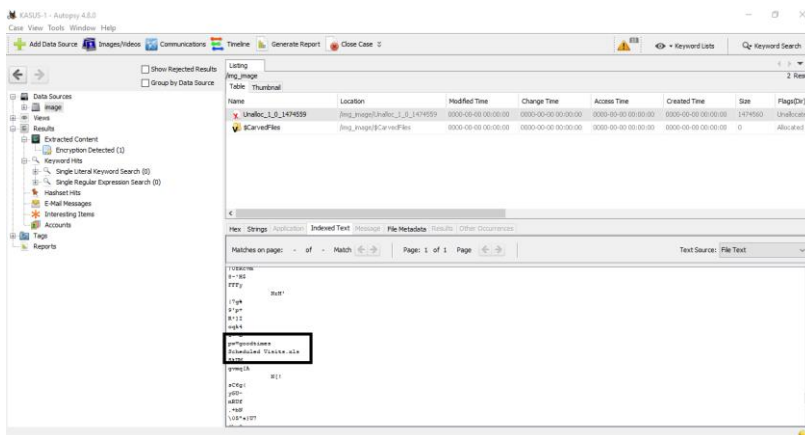 KASUS-1 - Autopsy 4.8.0
Case View Tools Window Help
Add Data Source Images/Videos Communications Timeline Generate Report Close Case Keyword Lists Keyword Search
Show Rejected Results
Group by Data Source
Data Sources
image
Views
Results
Extracted Content
Encryption Detected (1)
Keyword Hits
Single Literal Keyword Search (0)
Single Regular Expression Search (0)
Hashset Hits
E-Mail Messages
Interesting Items
Accounts
Tags
Reports
Listing
/img_image
2 Res
Table Thumbnail
Name Location Modified Time Change Time Access Time Created Time Size Flags(Dir)
Unalloc_1_0_1474559 /img_image/Unalloc_1_0_1474559 0000-00-00 00:00:00 0000-00-00 00:00:00 0000-00-00 00:00:00 0000-00-00 00:00:00 1474560 Unallocate
$CarvedFiles /img_image/$CarvedFiles 0000-00-00 00:00:00 0000-00-00 00:00:00 0000-00-00 00:00:00 0000-00-00 00:00:00 0 Allocated
Hex Strings Application Indexed Text Message File Metadata Results Other Occurrences
Matches on page: - of - Match Page: 1 of 1 Page Text Source: File Text
pw=goodtimes
Scheduled Visits.xls